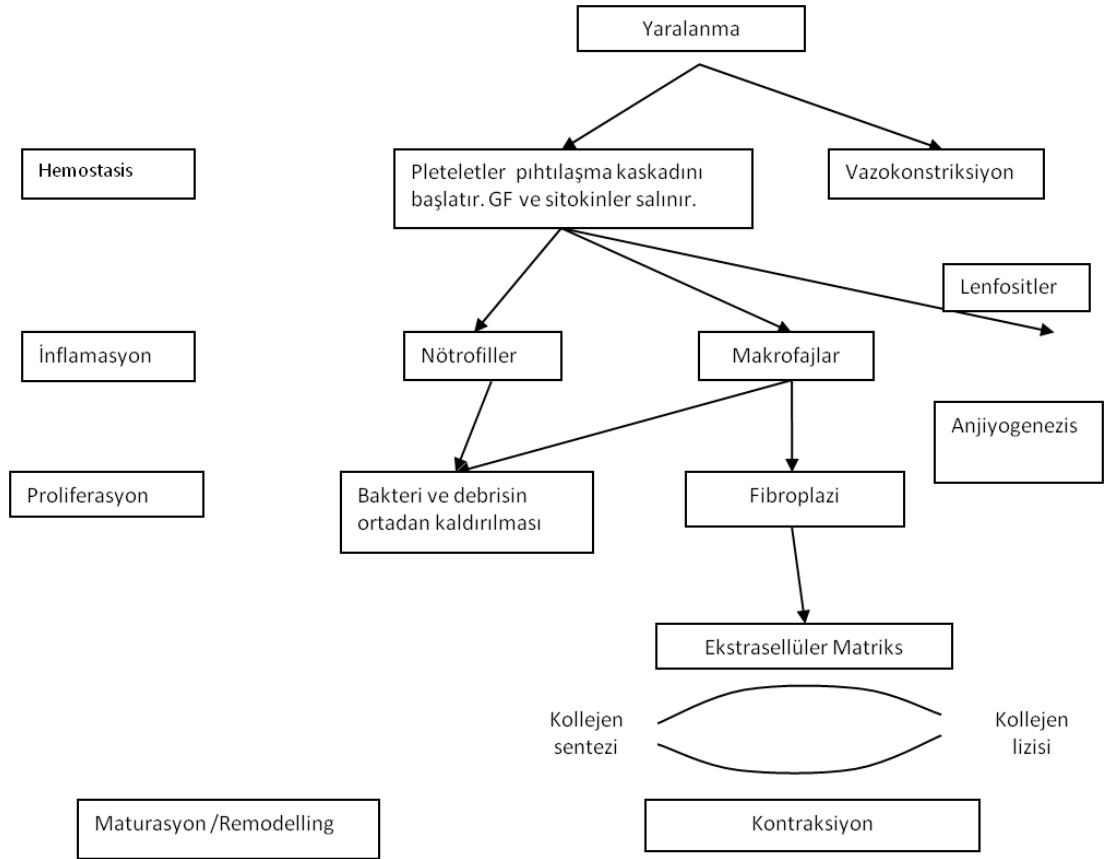 Yaralanma
Hemostasis
Pleteletler pıhtılaşma kaskadını
başlatır. GF ve sitokinler salınır.
Vazokonstriksiyon
Lenfositler
İnflamasyon
Nötrofiller
Makrofajlar
Anjiyogenezis
Proliferasyon
Bakteri ve debrisin
ortadan kaldırılması
Fibroplazi
Ekstrasellüler Matriks
Kollejen
sentezi
Kollejen
lizisi
Maturasyon /Remodelling
Kontraksiyon